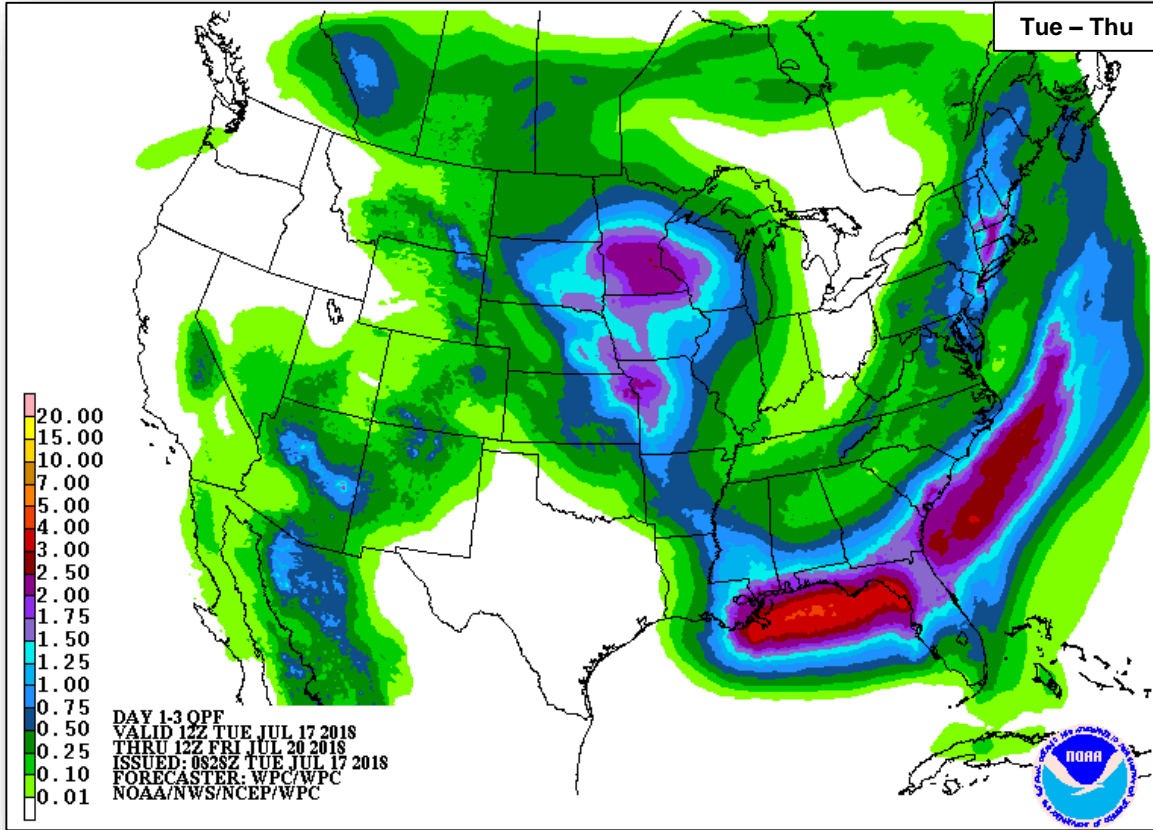 Tue – Thu
20.00
15.00
10.00
7.00
5.00
4.00
3.00
2.50
2.00
1.75
1.50
1.25
1.00
0.75
0.50
0.25
0.10
0.01
DAY 1-3 QPF
VALID 12Z TUE JUL 17 2018
THRU 12Z FRI JUL 20 2018
ISSUED: 0828Z TUE JUL 17 2018
FORECASTER: WPC/WPC
NOAA/NWS/NCEP/WPC
NOAA